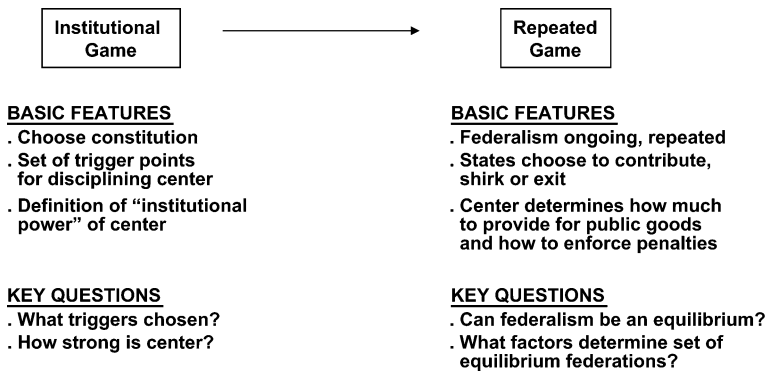 Institutional
Game
Repeated
Game
BASIC FEATURES
. Choose constitution
. Set of trigger points
for disciplining center
. Definition of “institutional
power” of center
KEY QUESTIONS
. What triggers chosen?
. How strong is center?
BASIC FEATURES
. Federalism ongoing, repeated
. States choose to contribute,
shirk or exit
. Center determines how much
to provide for public goods
and how to enforce penalties
KEY QUESTIONS
. Can federalism be an equilibrium?
. What factors determine set of
equilibrium federations?